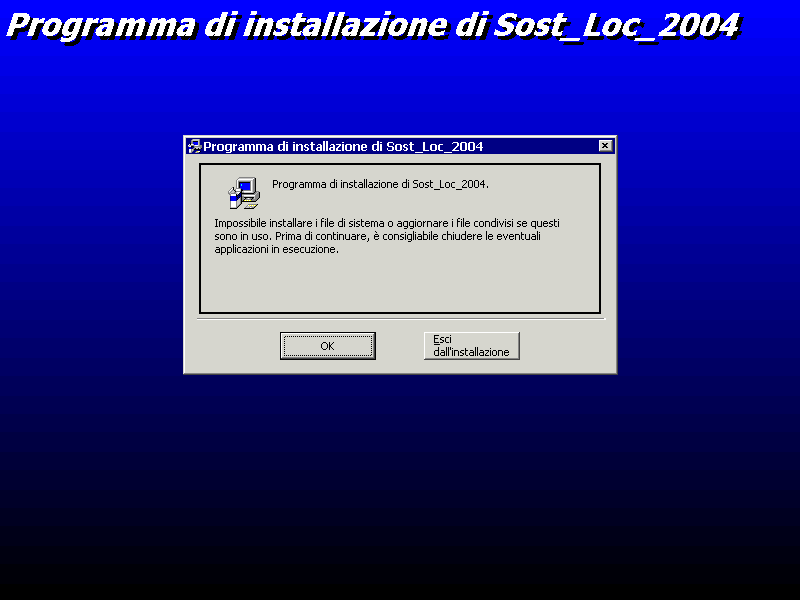 Programma di installazione di Sost_Loc_2004
Programma di installazione di Sost_Loc_2004
Programma di installazione di Sost_Loc_2004.
Impossibile installare i file di sistema o aggiornare i file condivisi se questi
sono in uso. Prima di continuare, è consigliabile chiudere le eventuali
applicazioni in esecuzione.
OK
Esci
dall'installazione